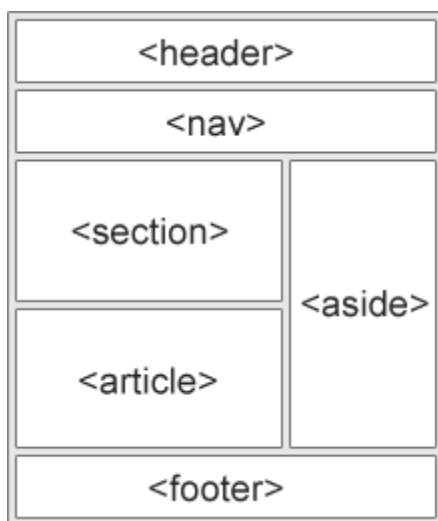 <header>
<nav>
<section>
<aside>
<article>
<footer>